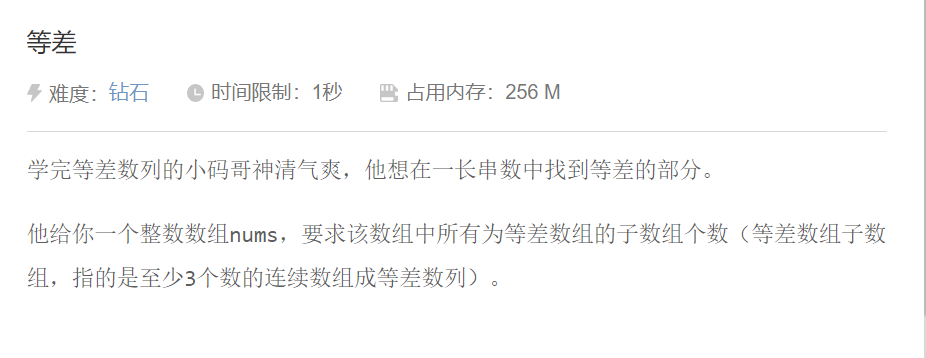 等差
难度：钻石 时间限制：1秒 占用内存：256 M
学完等差数列的小码哥神清气爽，他想在一长串数中找到等差的部分。
他给你一个整数数组nums，要求该数组中所有为等差数组的子数组个数（等差数组子数
组，指的是至少3个数的连续数组成等差数列）。